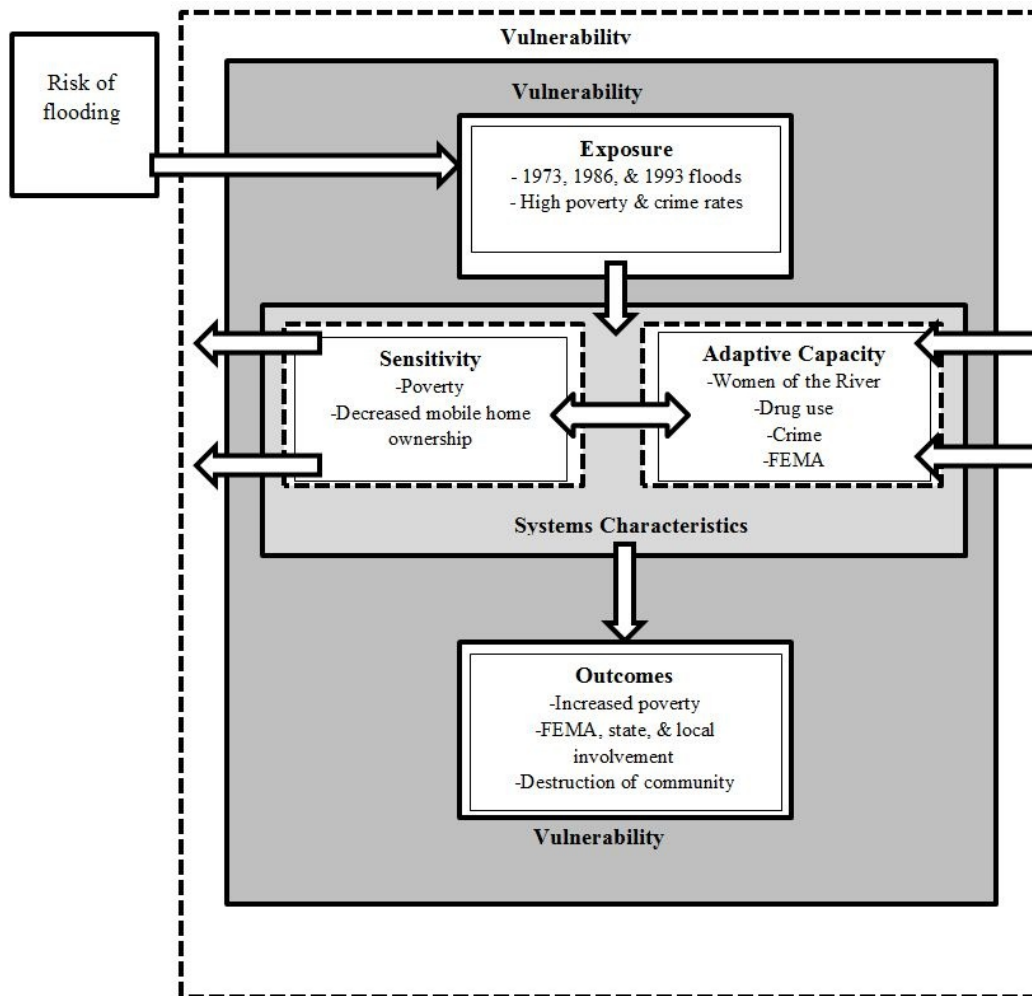 Vulnerability
Risk of
flooding
Vulnerability
Exposure
- 1973, 1986, & 1993 floods
- High poverty & crime rates
Sensitivity
-Poverty
-Decreased mobile home
ownership
Adaptive Capacity
-Women of the River
-Drug use
-Crime
-FEMA
Systems Characteristics
Outcomes
-Increased poverty
-FEMA, state, & local
involvement
-Destruction of community
Vulnerability